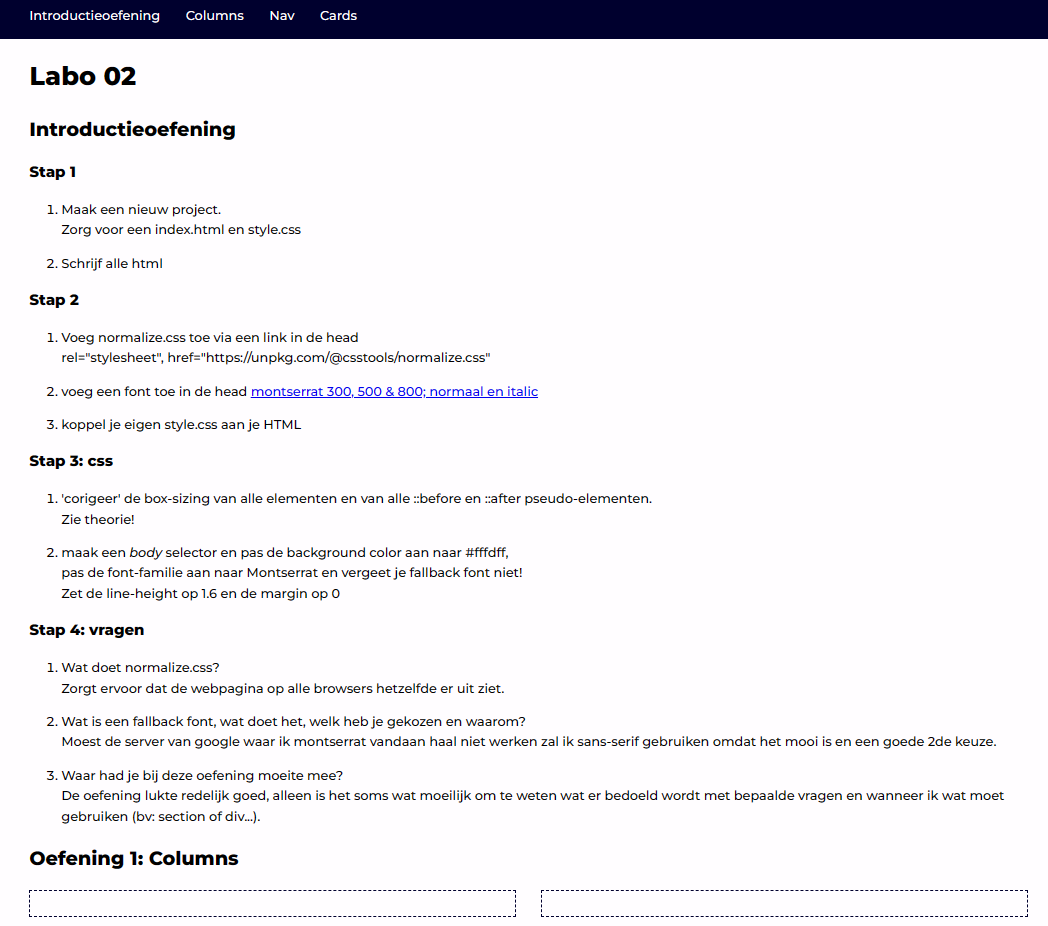 Introductieoefening Columns Nav Cards
Labo 02
Introductieoefening
Stap 1
1. Maak een nieuw project.
Zorg voor een index.html en style.css
2. Schrijf alle html
Stap 2
1. Voeg normalize.css toe via een link in de head
rel="stylesheet", href="https://unpkg.com/@csstools/normalize.css"
2. voeg een font toe in de head montserrat 300, 500 & 800; normaal en italic
3. koppel je eigen style.css aan je HTML
Stap 3: css
1. 'corigeer' de box-sizing van alle elementen en van alle ::before en ::after pseudo-elementen.
Zie theorie!
2. maak een body selector en pas de background color aan naar #fffdff,
pas de font-familie aan naar Montserrat en vergeet je fallback font niet!
Zet de line-height op 1.6 en de margin op 0
Stap 4: vragen
1. Wat doet normalize.css?
Zorgt ervoor dat de webpagina op alle browsers hetzelfde er uit ziet.
2. Wat is een fallback font, wat doet het, welk heb je gekozen en waarom?
Moest de server van google waar ik montserrat vandaan haal niet werken zal ik sans-serif gebruiken omdat het mooi is en een goede 2de keuze.
3. Waar had je bij deze oefening moeite mee?
De oefening lukte redelijk goed, alleen is het soms wat moeilijk om te weten wat er bedoeld wordt met bepaalde vragen en wanneer ik wat moet
gebruiken (bv: section of div...).
Oefening 1: Columns